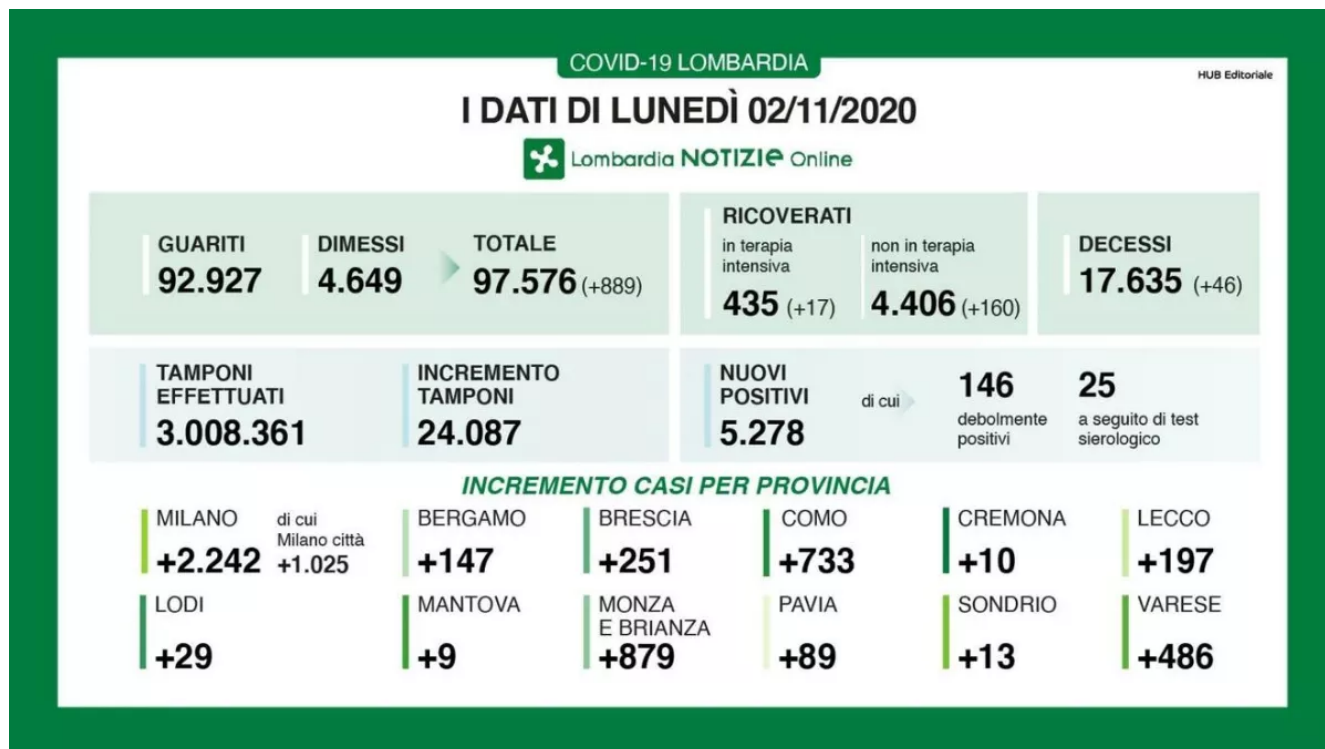 COVID-19 LOMBARDIA
HUB Editoriale
I DATI DI LUNEDÌ 02/11/2020
Lombardia NOTIZIE Online
GUARITI
92.927
DIMESSI
4.649
TOTALE
97.576 (+889)
RICOVERATI
in terapia
intensiva
435 (+17)
non in terapia
intensiva
4.406 (+160)
DECESSI
17.635 (+46)
TAMPONI
EFFETTUATI
3.008.361
INCREMENTO
TAMPONI
24.087
NUOVI
POSITIVI
5.278
di cui
146
debolmente
positivi
25
a seguito di test
sierologico
INCREMENTO CASI PER PROVINCIA
MILANO
+2.242
di cui
Milano città
+1.025
BERGAMO
+147
BRESCIA
+251
COMO
+733
CREMONA
+10
LECCO
+197
LODI
+29
MANTOVA
+9
MONZA
E BRIANZA
+879
PAVIA
+89
SONDRIO
+13
VARESE
+486